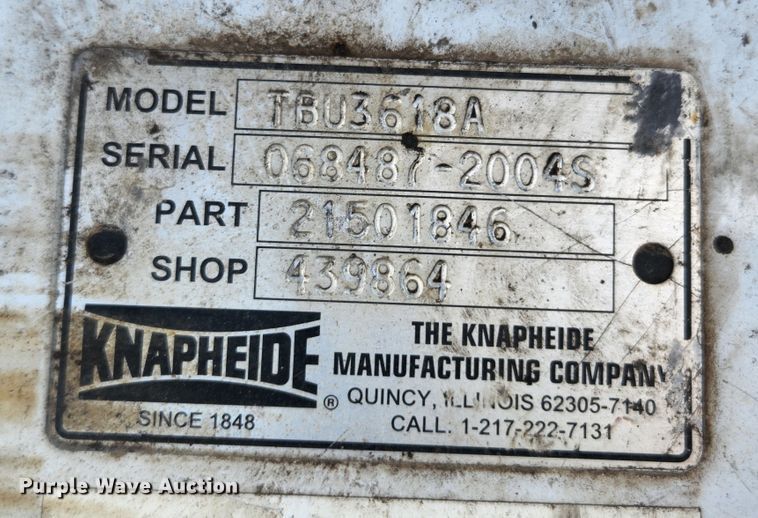 MODEL TBU3618A
SERIAL 068487-2004S
PART 21501846
SHOP 439864
KNAPHEIDE ®
SINCE 1848
THE KNAPHEIDE
MANUFACTURING COMPANY
QUINCY, ILLINOIS 62305-7140
CALL: 1-217-222-7131
Purple Wave Auction